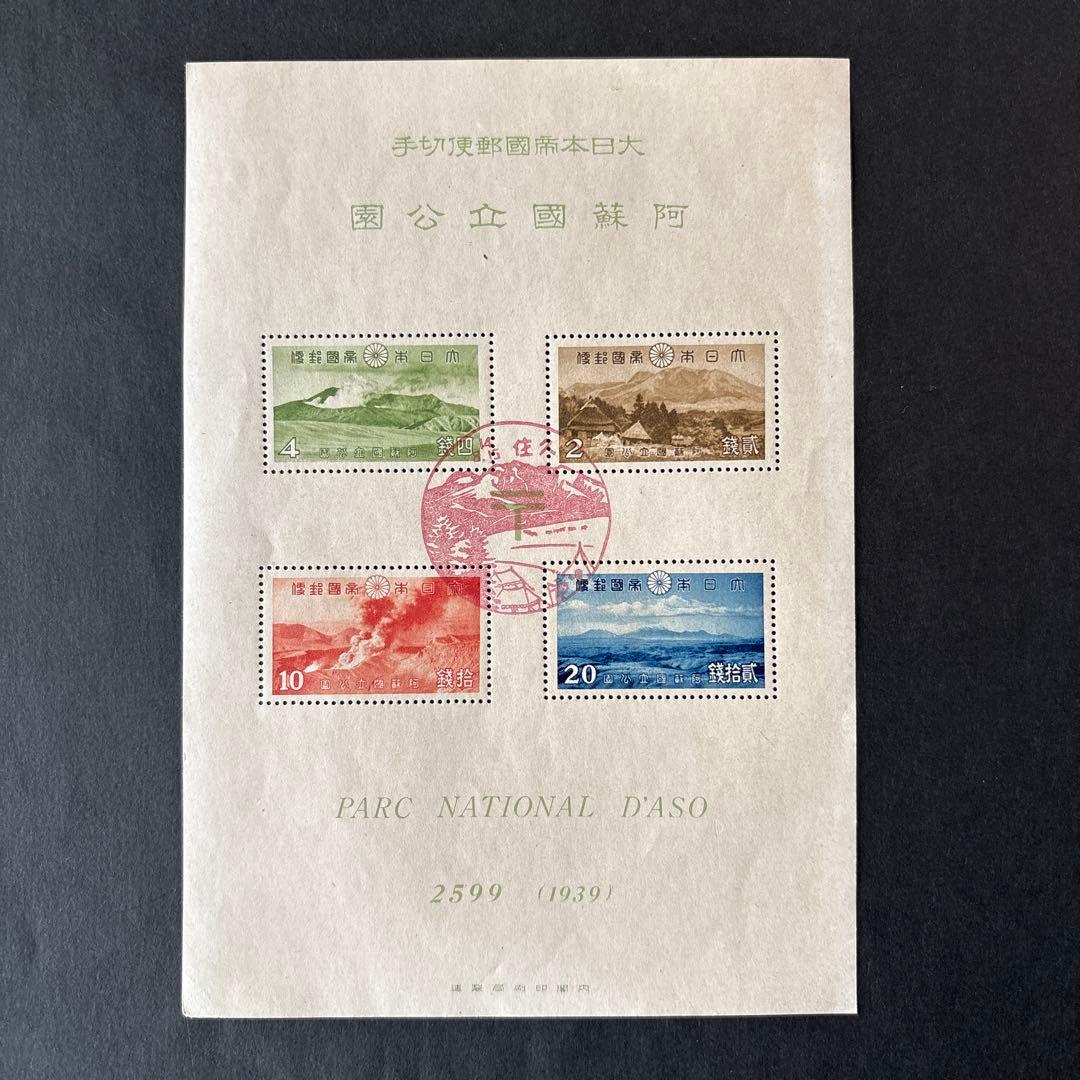 大日本帝國郵便切手
阿蘇國立公園
大日本帝國郵便
4 阿蘇國立公園 四錢
大日本帝國郵便
2 阿蘇國立公園 貳錢
久住
〒
大日本帝國郵便
10 阿蘇國立公園 拾錢
大日本帝國郵便
20 阿蘇國立公園 貳拾錢
PARC NATIONAL D'ASO
2599 (1939)
内閣印刷局製造